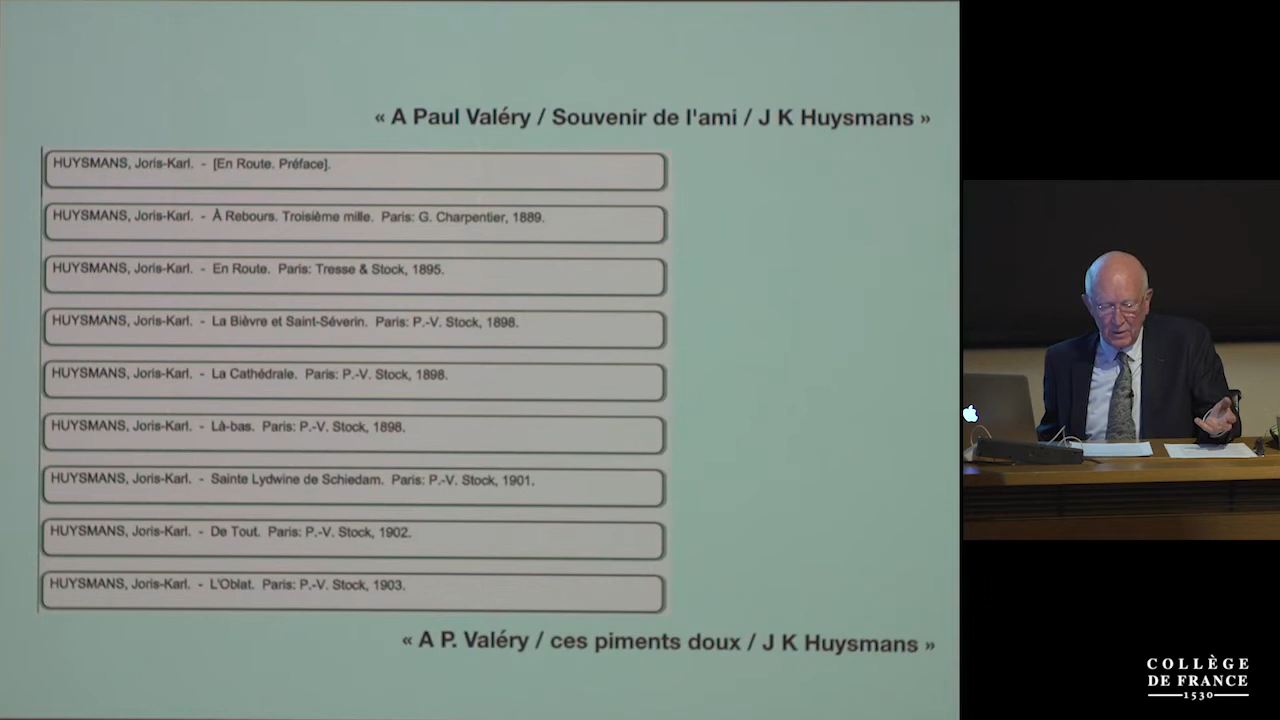 « A Paul Valéry / Souvenir de l'ami / J K Huysmans »
HUYSMANS, Joris-Karl. - [En Route. Préface].
HUYSMANS, Joris-Karl. - À Rebours. Troisième mille. Paris: G. Charpentier, 1889.
HUYSMANS, Joris-Karl. - En Route. Paris: Tresse & Stock, 1895.
HUYSMANS, Joris-Karl. - La Bièvre et Saint-Séverin. Paris: P.-V. Stock, 1898.
HUYSMANS, Joris-Karl. - La Cathédrale. Paris: P.-V. Stock, 1898.
HUYSMANS, Joris-Karl. - Là-bas. Paris: P.-V. Stock, 1898.
HUYSMANS, Joris-Karl. - Sainte Lydwine de Schiedam. Paris: P.-V. Stock, 1901.
HUYSMANS, Joris-Karl. - De Tout. Paris: P.-V. Stock, 1902.
HUYSMANS, Joris-Karl. - L'Oblat. Paris: P.-V. Stock, 1903.
« A P. Valéry / ces piments doux / J K Huysmans »
COLLÈGE
DE FRANCE
1530